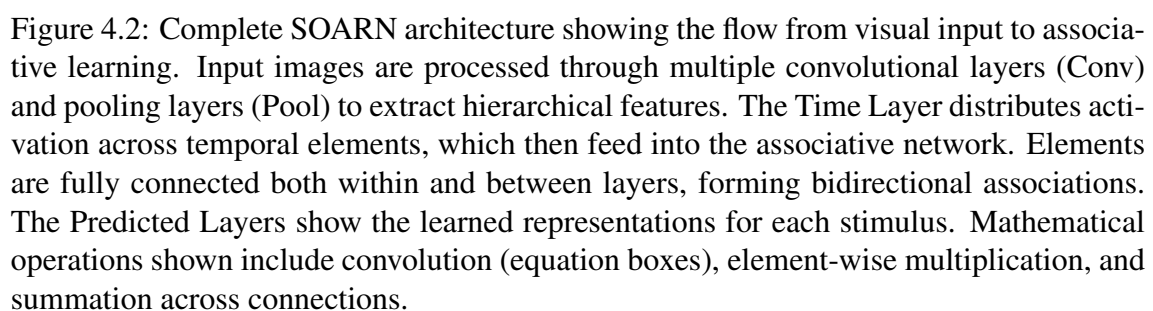 Figure 4.2: Complete SOARN architecture showing the flow from visual input to associa-
tive learning. Input images are processed through multiple convolutional layers (Conv)
and pooling layers (Pool) to extract hierarchical features. The Time Layer distributes acti-
vation across temporal elements, which then feed into the associative network. Elements
are fully connected both within and between layers, forming bidirectional associations.
The Predicted Layers show the learned representations for each stimulus. Mathematical
operations shown include convolution (equation boxes), element-wise multiplication, and
summation across connections.